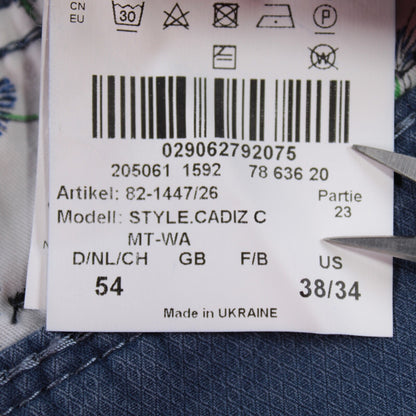 CN
EU
30
P
W
029062792075
205061 1592 78 636 20
Artikel: 82-1447/26 Partie
23
Modell: STYLE.CADIZ C
MT-WA
D/NL/CH GB F/B US
54 38/34
Made in UKRAINE